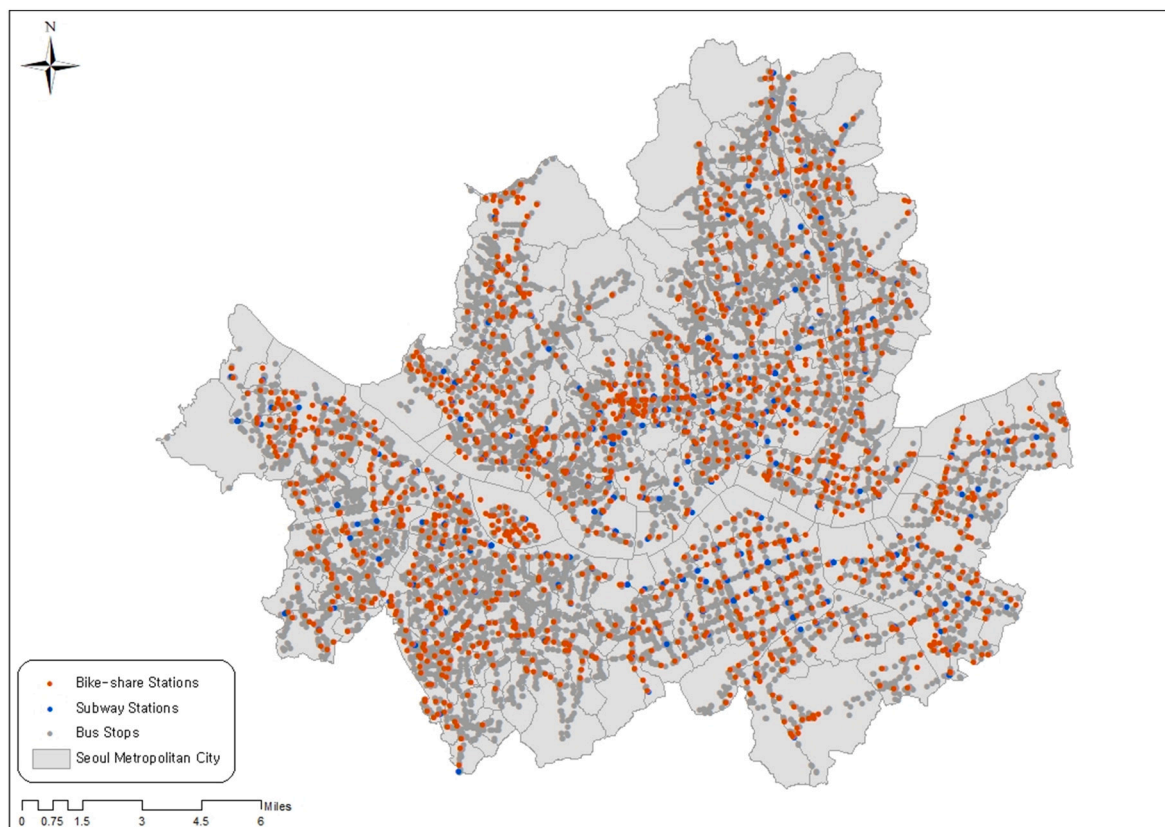 N
Bike-share Stations
Subway Stations
Bus Stops
Seoul Metropolitan City
Miles
0 0.75 1.5 3 4.5 6